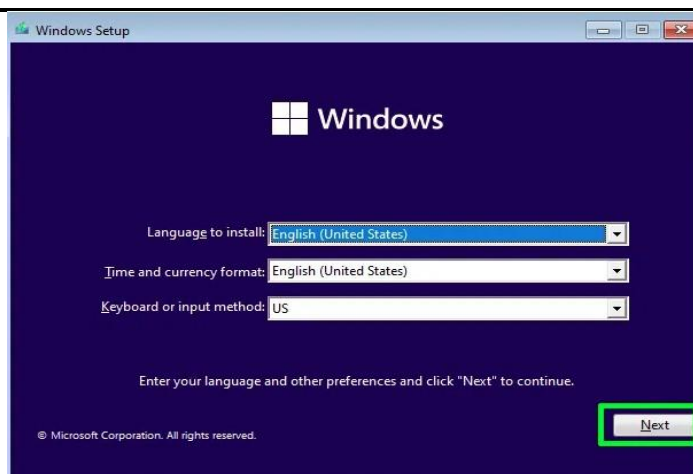 Windows Setup
Windows
Language to install: English (United States)
Time and currency format: English (United States)
Keyboard or input method: US
Enter your language and other preferences and click "Next" to continue.
Next
© Microsoft Corporation. All rights reserved.